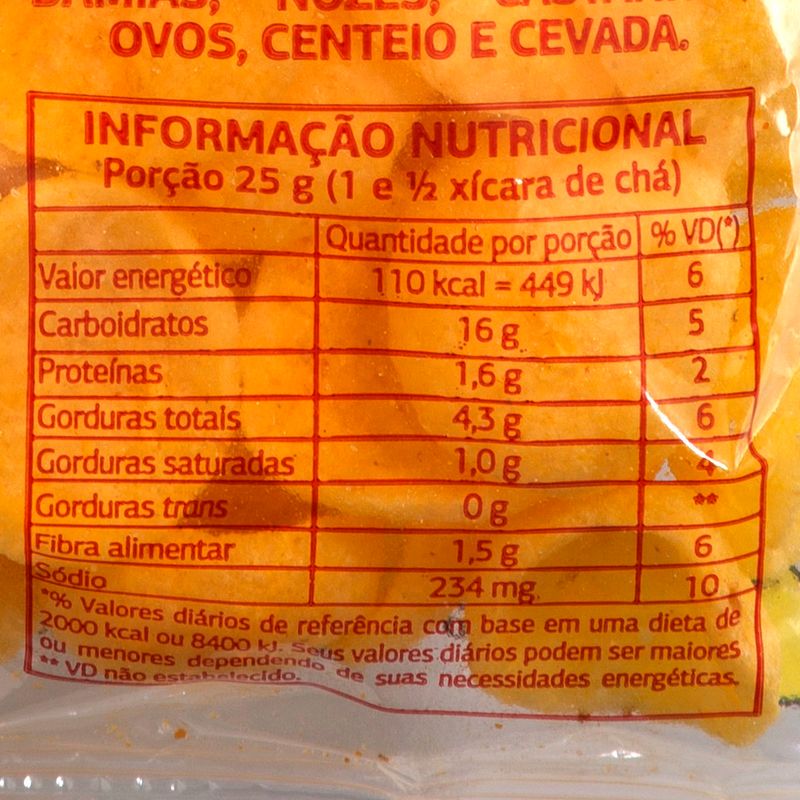 OVOS, CENTEIO E CEVADA.
INFORMAÇÃO NUTRICIONAL
Porção 25 g (1 e ½ xícara de chá)
Quantidade por porção % VD(*)
Valor energético 110 kcal = 449 kJ 6
Carboidratos 16 g 5
Proteínas 1,6 g 2
Gorduras totais 4,3 g 6
Gorduras saturadas 1,0 g 4
Gorduras trans 0 g **
Fibra alimentar 1,5 g 6
Sódio 234 mg 10
*% Valores diários de referência com base em uma dieta de
2000 kcal ou 8400 kJ. Seus valores diários podem ser maiores
ou menores dependendo de suas necessidades energéticas.
** VD não estabelecido.